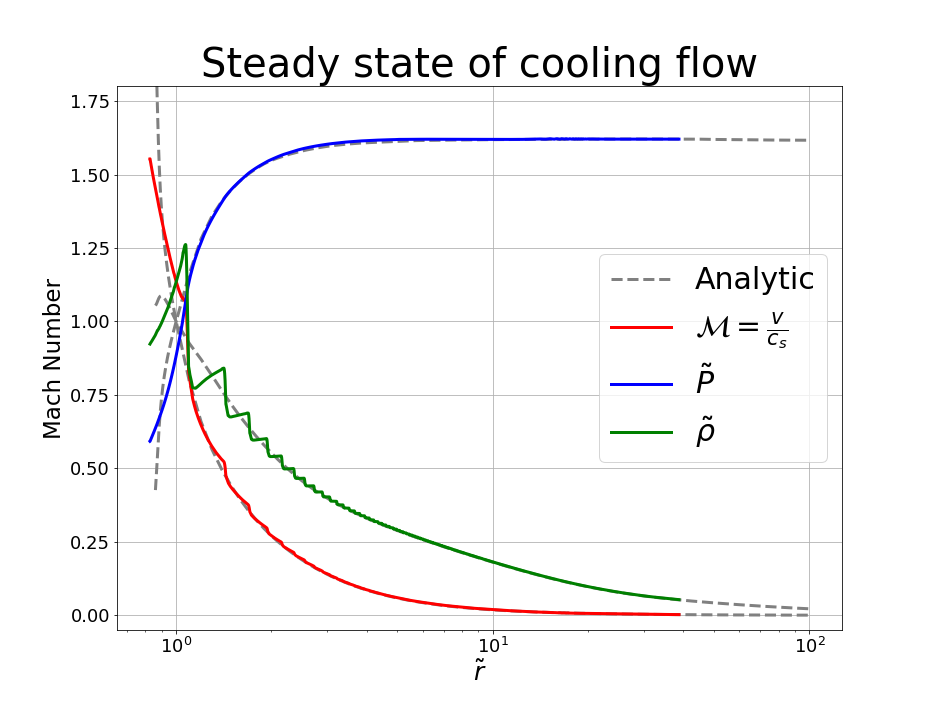 Steady state of cooling flow
Mach Number
1.75
1.50
1.25
1.00
0.75
0.50
0.25
0.00
10⁰
10¹
10²
r̃
Analytic
ℳ = v/cₛ
P̃
ρ̃